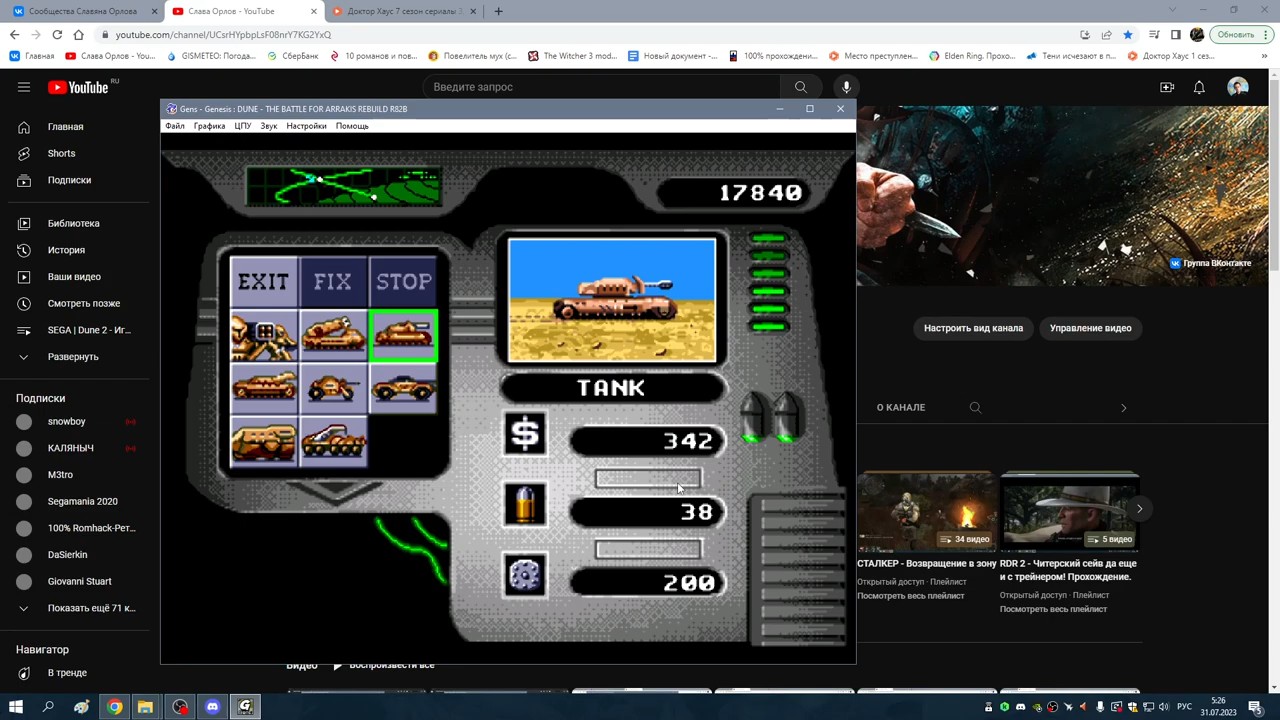 Сообщества Славяна Орлова
Слава Орлов - YouTube
Доктор Хаус 7 сезон сериалы
youtube.com/channel/UCsrHYpbpLsF08nrY7KG2YxQ
Обновить
Главная
Слава Орлов - You...
GISMETEO: Погода...
СберБанк
10 романов и пов...
Повелитель мух (с...
The Witcher 3 mod...
Новый документ -...
100% прохождени...
Место преступлен...
Elden Ring. Прохо...
Тени исчезают в п...
Доктор Хаус 1 сез...
»
YouTube RU
Введите запрос
Gens - Genesis : DUNE - THE BATTLE FOR ARRAKIS REBUILD R82B
Файл Графика ЦПУ Звук Настройки Помощь
Главная
Shorts
Подписки
Библиотека
История
Ваши видео
Смотреть позже
SEGA | Dune 2 - Иг...
Развернуть
Подписки
snowboy
КАЛЯНЫЧ
M3tro
Segamania 2020
100% Romhack-Рет...
DaSierkin
Giovanni Stuart
Показать ещё 71 к...
Навигатор
В тренде
17840
EXIT FIX STOP
TANK
$ 342
38
200
Группа ВКонтакте
Настроить вид канала
Управление видео
О КАНАЛЕ
34 видео
5 видео
СТАЛКЕР - Возвращение в зону
Открытый доступ · Плейлист
Посмотреть весь плейлист
RDR 2 - Читерский сейв да еще
и с трейнером! Прохождение.
Открытый доступ · Плейлист
Посмотреть весь плейлист
Видео
Воспроизвести все
РУС
5:26
31.07.2023